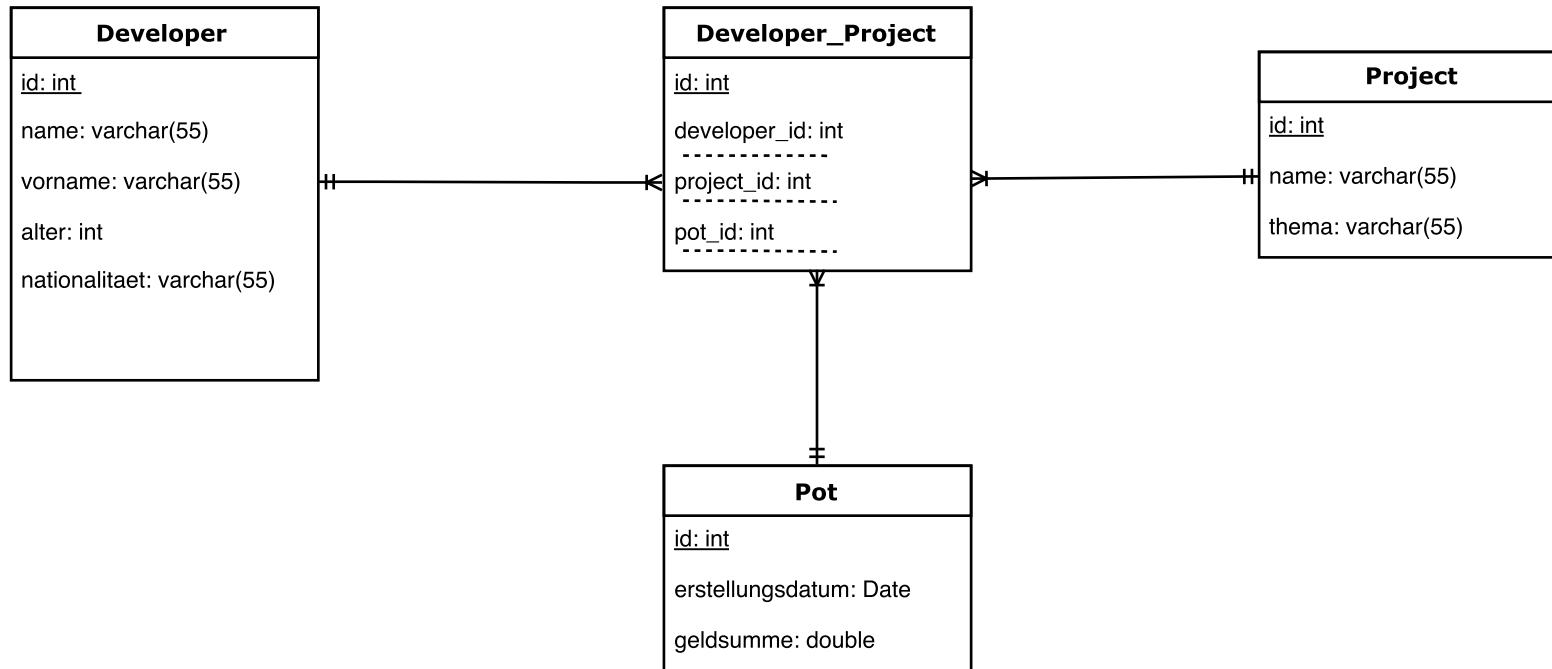 Developer
id: int
name: varchar(55)
vorname: varchar(55)
alter: int
nationalitaet: varchar(55)
Developer_Project
id: int
developer_id: int
project_id: int
pot_id: int
Project
id: int
name: varchar(55)
thema: varchar(55)
Pot
id: int
erstellungsdatum: Date
geldsumme: double